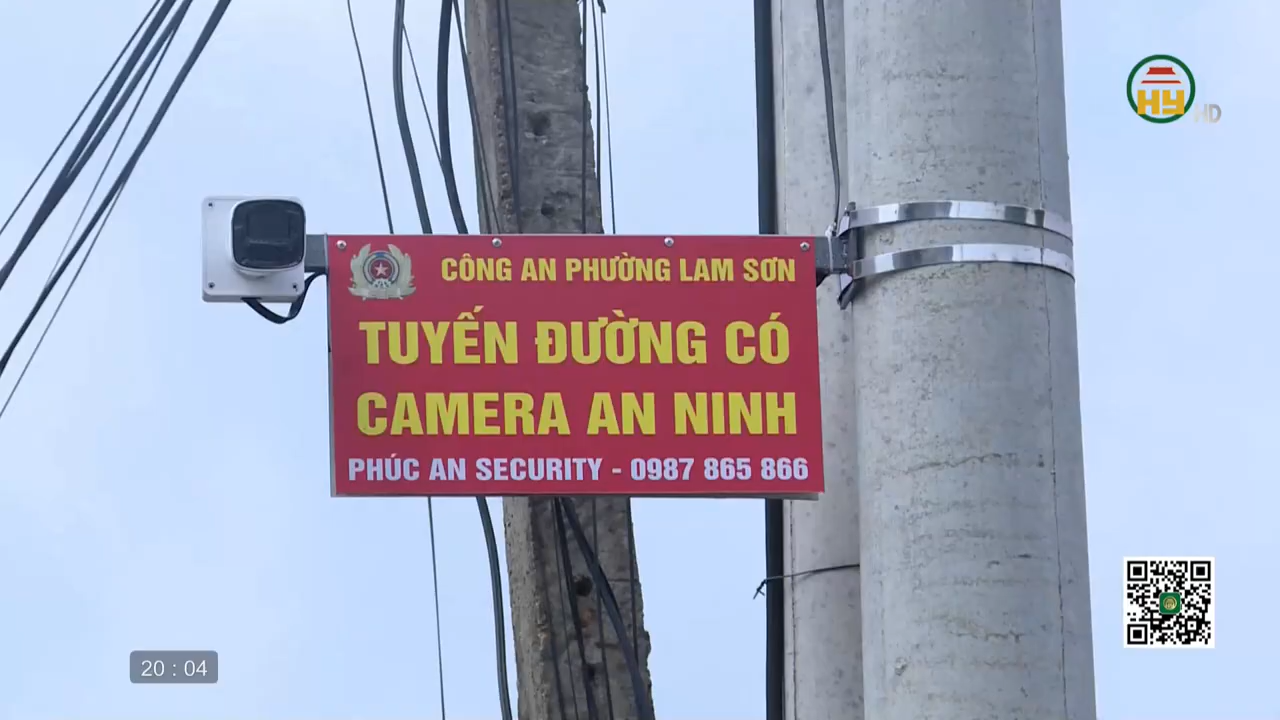 HY HD
CÔNG AN PHƯỜNG LAM SƠN
TUYẾN ĐƯỜNG CÓ
CAMERA AN NINH
PHÚC AN SECURITY - 0987 865 866
20 : 04